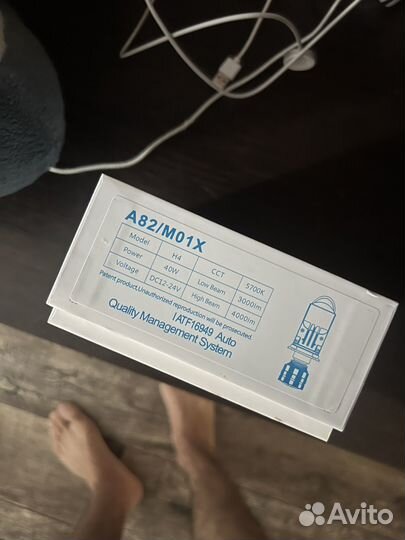 A82/M01X
Model H4 CCT 5700K
Power 40W Low Beam 3000lm
Voltage DC12-24V High Beam 4000lm
Patent product,Unauthorized reproduction will be prosecuted.
IATF16949 Auto
Quality Management System
Avito